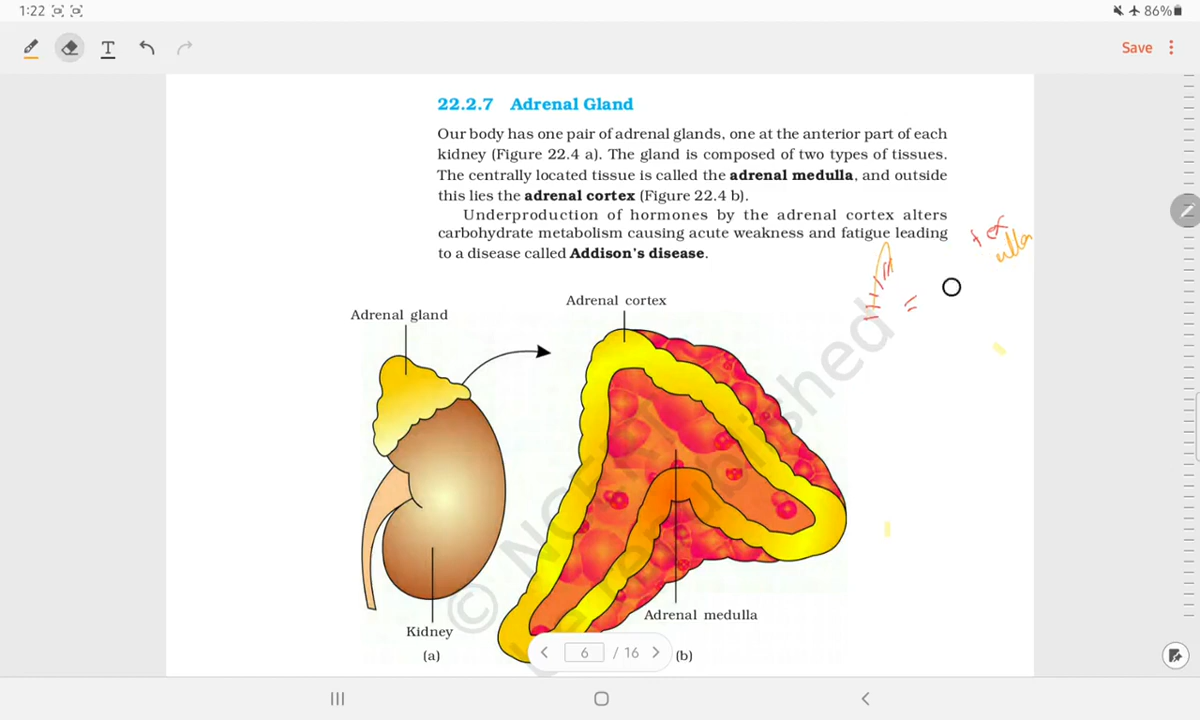 1:22
86%
T
Save
22.2.7 Adrenal Gland
Our body has one pair of adrenal glands, one at the anterior part of each
kidney (Figure 22.4 a). The gland is composed of two types of tissues.
The centrally located tissue is called the adrenal medulla, and outside
this lies the adrenal cortex (Figure 22.4 b).
Underproduction of hormones by the adrenal cortex alters
carbohydrate metabolism causing acute weakness and fatigue leading
to a disease called Addison's disease.
Adrenal cortex
Adrenal gland
Adrenal medulla
Kidney
(a)
(b)
6 / 16